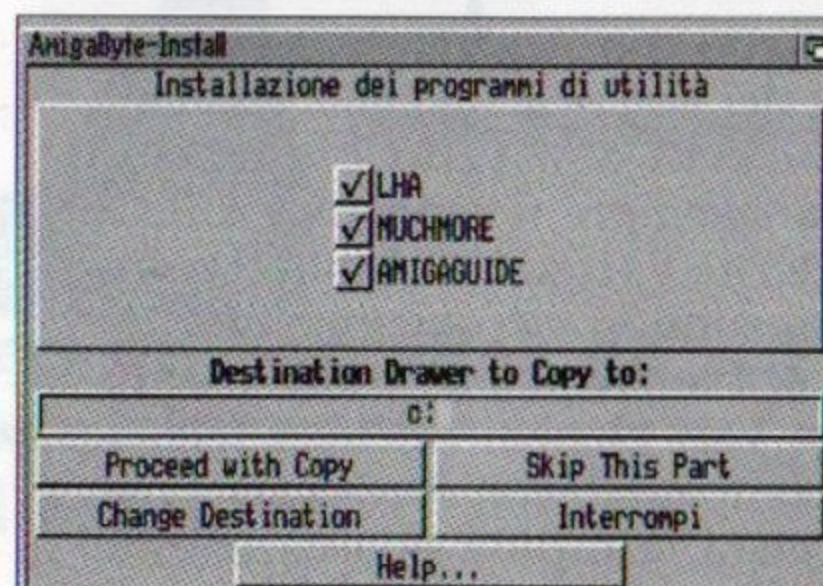 AmigaByte-Install
Installazione dei programmi di utilità
LHA
MUCHMORE
AMIGAGUIDE
Destination Drawer to Copy to:
c:
Proceed with Copy
Skip This Part
Change Destination
Interrompi
Help...